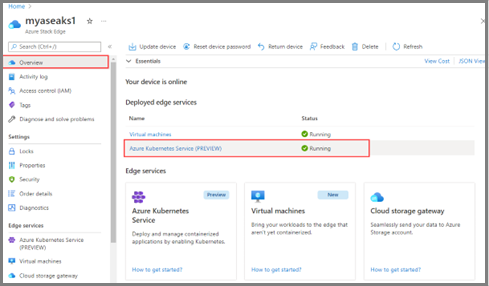 Home >
myaseaks1
Azure Stack Edge
Search (Ctrl+/)
Overview
Activity log
Access control (IAM)
Tags
Diagnose and solve problems
Settings
Locks
Properties
Security
Order details
Diagnostics
Edge services
Azure Kubernetes Service
(PREVIEW)
Virtual machines
Cloud storage gateway
Update device
Reset device password
Return device
Feedback
Delete
Refresh
Essentials
View Cost
JSON View
Your device is online
Deployed edge services
Name
Status
Virtual machines
Running
Azure Kubernetes Service (PREVIEW)
Running
Edge services
Preview
Azure Kubernetes
Service
Deploy and manage containerized
applications by enabling Kubernetes.
How to get started?
New
Virtual machines
Bring your workloads to the edge that
aren't yet containerized.
How to get started?
Cloud storage gateway
Seamlessly send your data to Azure
Storage account.
How to get started?